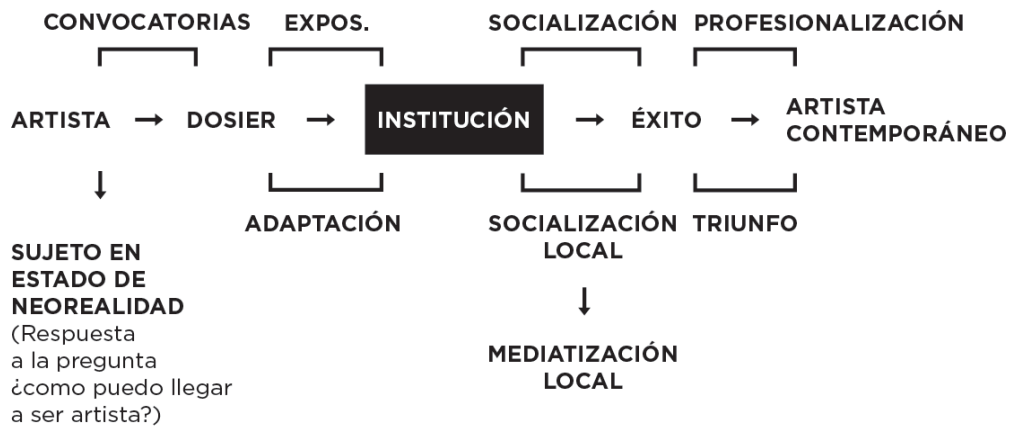 CONVOCATORIAS
EXPOS.
SOCIALIZACIÓN
PROFESIONALIZACIÓN
ARTISTA
DOSIER
INSTITUCIÓN
ÉXITO
ARTISTA
CONTEMPORÁNEO
ADAPTACIÓN
SOCIALIZACIÓN
LOCAL
TRIUNFO
SUJETO EN
ESTADO DE
NEOREALIDAD
(Respuesta
a la pregunta
¿como puedo llegar
a ser artista?)
MEDIATIZACIÓN
LOCAL